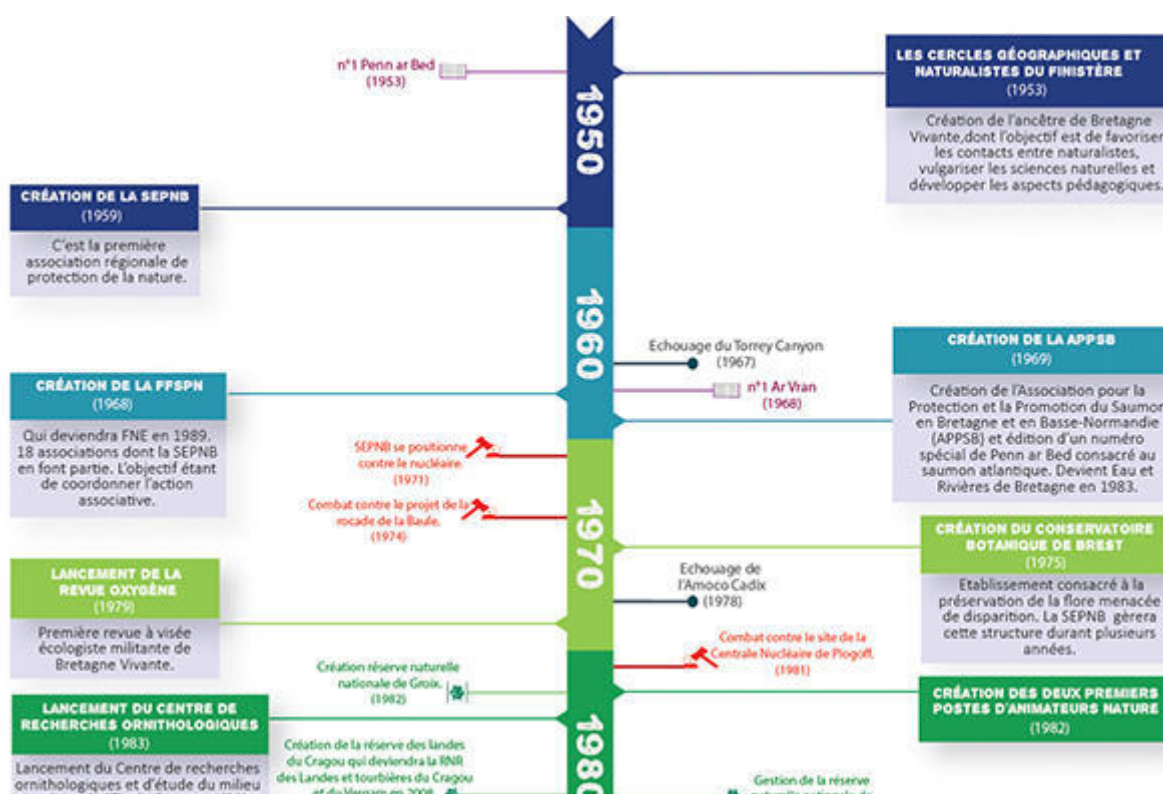 n°1 Penn ar Bed
(1953)
1950
LES CERCLES GÉOGRAPHIQUES ET
NATURALISTES DU FINISTÈRE
(1953)
Création de l'ancêtre de Bretagne
Vivante,dont l'objectif est de favoriser
les contacts entre naturalistes,
vulgariser les sciences naturelles et
développer les aspects pédagogiques.
CRÉATION DE LA SEPNB
(1959)
C'est la première
association régionale de
protection de la nature.
1960
Echouage du Torrey Canyon
(1967)
n°1 Ar Vran
(1968)
CRÉATION DE LA APPSB
(1969)
Création de l'Association pour la
Protection et la Promotion du Saumon
en Bretagne et en Basse-Normandie
(APPSB) et édition d'un numéro
spécial de Penn ar Bed consacré au
saumon atlantique. Devient Eau et
Rivières de Bretagne en 1983.
CRÉATION DE LA FFSPN
(1968)
Qui deviendra FNE en 1989.
18 associations dont la SEPNB
en font partie. L'objectif étant
de coordonner l'action
associative.
SEPNB se positionne
contre le nucléaire.
(1971)
Combat contre le projet de la
rocade de la Baule.
(1974)
1970
CRÉATION DU CONSERVATOIRE
BOTANIQUE DE BREST
(1975)
Etablissement consacré à la
préservation de la flore menacée
de disparition. La SEPNB gèrera
cette structure durant plusieurs
années.
Echouage de
l'Amoco Cadix
(1978)
LANCEMENT DE LA
REVUE OXYGÈNE
(1979)
Première revue à visée
écologiste militante de
Bretagne Vivante.
Combat contre le site de la
Centrale Nucléaire de Plogoff.
(1981)
Création réserve naturelle
nationale de Groix.
(1982)
CRÉATION DES DEUX PREMIERS
POSTES D'ANIMATEURS NATURE
(1982)
LANCEMENT DU CENTRE DE
RECHERCHES ORNITHOLOGIQUES
(1983)
Lancement du Centre de recherches
ornithologiques et d'étude du milieu
1980
Création de la réserve des landes
du Cragou qui deviendra la RNR
des Landes et tourbières du Cragou
et du Vergam en 2008
Gestion de la réserve
naturelle nationale de